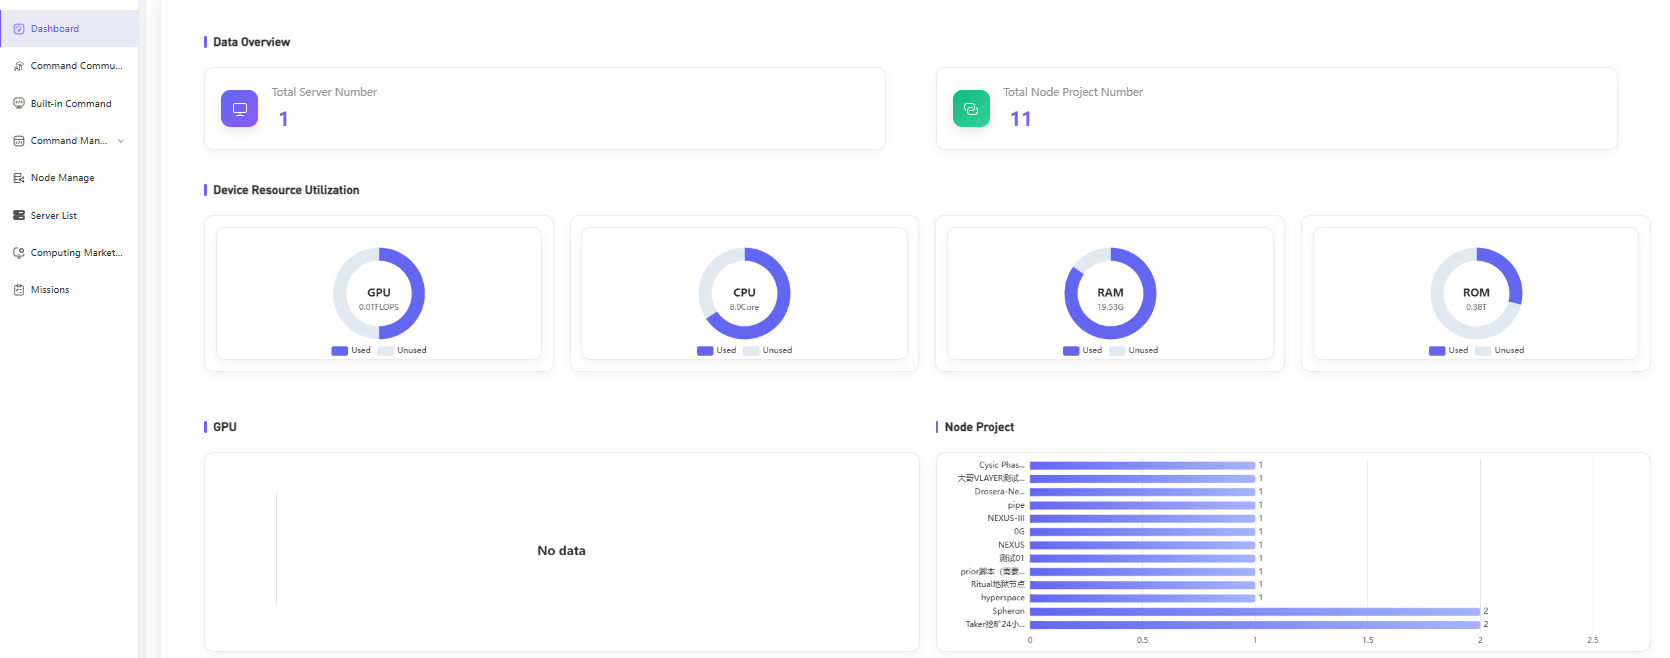 Dashboard
Command Commu...
Built-in Command
Command Man...
Node Manage
Server List
Computing Market...
Missions
Data Overview
Total Server Number
1
Total Node Project Number
11
Device Resource Utilization
GPU
0.0TFLOPS
Used Unused
CPU
8.0Core
Used Unused
RAM
19.53G
Used Unused
ROM
0.38T
Used Unused
GPU
No data
Node Project
Cysic Phas... 1
大哥VLAYER测试... 1
Drosera-Ne... 1
pipe 1
NEXUS-III 1
0G 1
NEXUS 1
测试01 1
prior脚本（需要... 1
Ritual地狱节点 1
hyperspace 1
Spheron 2
Taker挖矿24小... 2
0 0.5 1 1.5 2 2.5